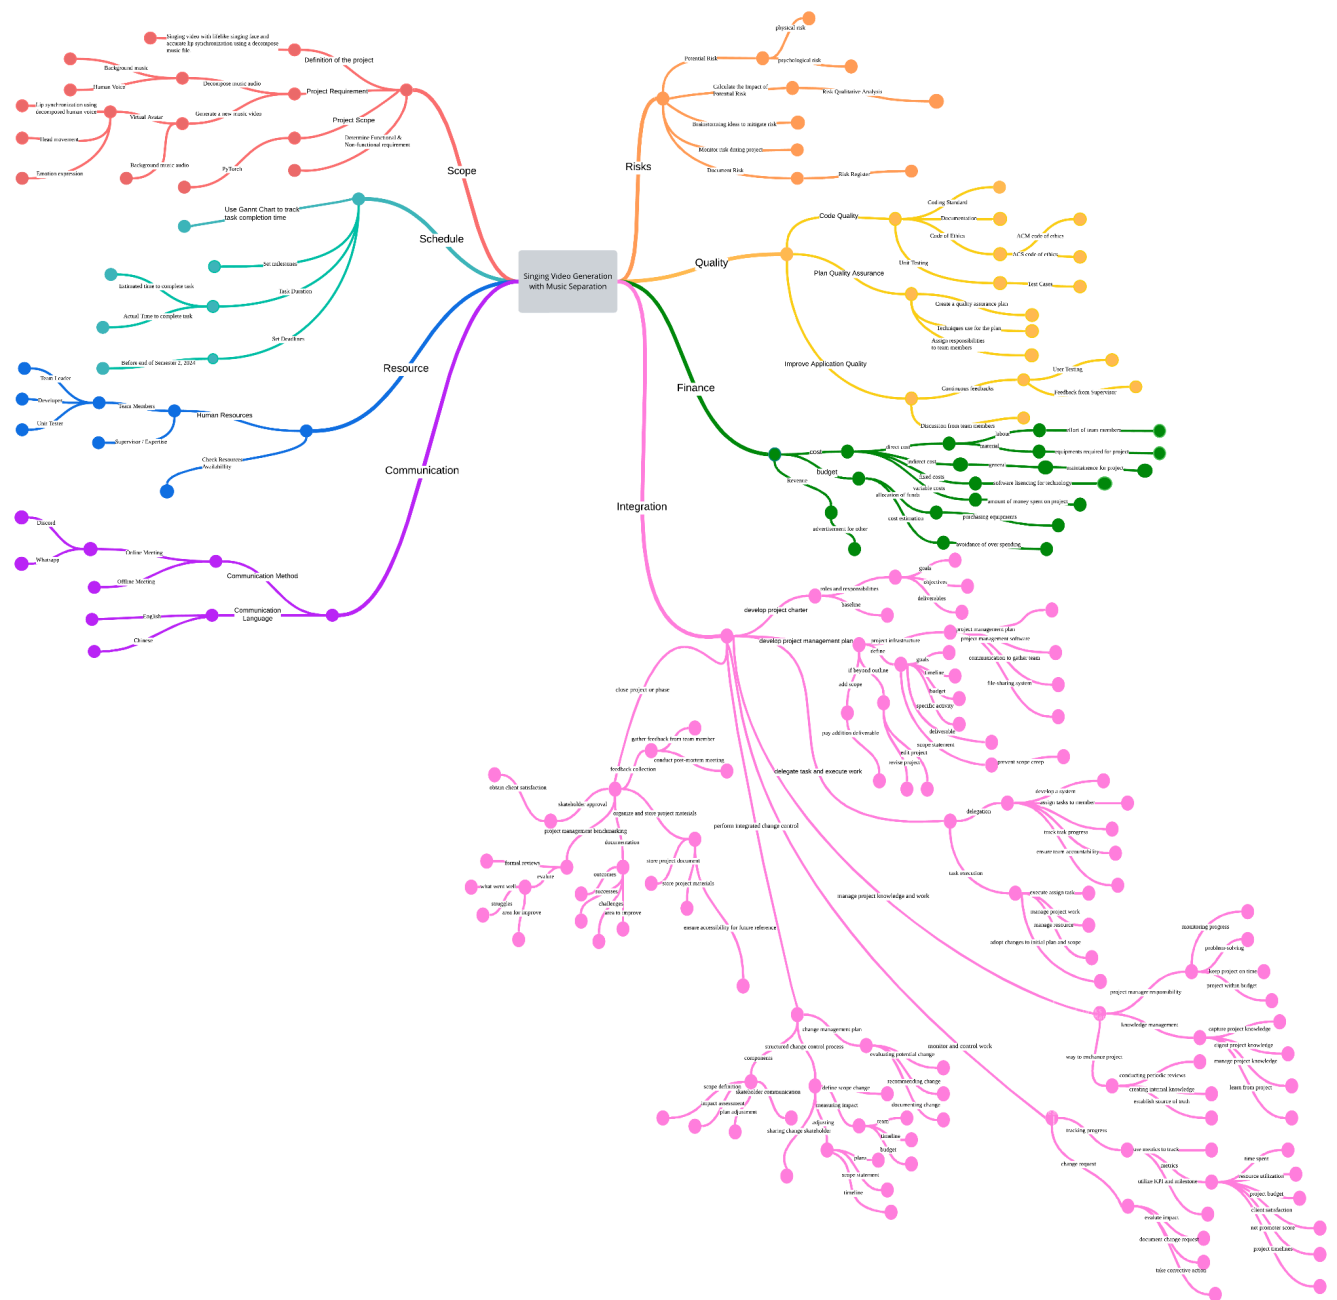 Singing Video Generation
with Music Separation
Scope
Definition of the project
Singing video with lifelike singing face and
accurate lip synchronization using a decompose
music file
Project Requirement
Decompose music audio
Background music
Human Voice
Generate a new music video
Virtual Avatar
Lip synchronization using
decomposed human voice
Head movement
Emotion expression
Background music audio
Project Scope
PyTorch
Determine Functional &
Non-functional requirement
Schedule
Use Gannt Chart to track
task completion time
Set milestones
Task Duration
Estimated time to complete task
Actual Time to complete task
Set Deadlines
Before end of Semester 2, 2024
Resource
Human Resources
Team Members
Team Leader
Developer
Unit Tester
Supervisor / Expertise
Check Resources
Availability
Communication
Communication Method
Online Meeting
Discord
Whatsapp
Offline Meeting
Communication
Language
English
Chinese
Risks
Potential Risk
physical risk
psychological risk
Calculate the Impact of
Potential Risk
Risk Qualitative Analysis
Brainstorming ideas to mitigate risk
Monitor risk during project
Document Risk
Risk Register
Quality
Code Quality
Coding Standard
Documentation
Code of Ethics
ACM code of ethics
ACS code of ethics
Unit Testing
Test Cases
Plan Quality Assurance
Create a quality assurance plan
Techniques use for the plan
Assign responsibilities
to team members
Improve Application Quality
Continuous feedbacks
User Testing
Feedback from Supervisor
Discussion from team members
Finance
cost
direct cost
labour
effort of team members
material
equipments required for project
indirect cost
general
maintainence for project
fixed costs
software licencing for technology
variable costs
amount of money spent on project
budget
allocation of funds
purchasing equipments
cost estimation
avoidance of over spending
Revence
advertisement for other
Integration
develop project charter
roles and responsibilities
goals
objectives
deliverables
baseline
develop project management plan
project infrastructure
project management plan
project management software
communication to gather team
file-sharing system
define
goals
timeline
budget
specific activity
deliverable
scope statement
prevent scope creep
if beyond outline
edit project
revise project
add scope
pay addition deliverable
close project or phase
feedback collection
gather feedback from team member
conduct post-mortem meeting
skateholder approval
obtain client satisfaction
project management benchmarking
formal reviews
evalute
what went well
struggles
area for improve
documentation
outcomes
successes
challenges
area to improve
organize and store project materials
store project document
store project materials
ensure accessibility for future reference
delegate task and execute work
delegation
develop a system
assign tasks to member
track task progress
ensure team accountability
task execution
execute assign task
manage project work
manage resource
adopt changes to initial plan and scope
perform integrated change control
change management plan
evaluating potential change
recommending change
documenting change
structured change control process
define scope change
adjusting
plans
scope statement
timeline
team
timeline
budget
sharing change skateholder
components
scope definition
impact assessment
plan adjusment
skateholder communication
manage project knowledge and work
project manager responsibility
monitoring progress
problem-solving
keep project on time
project within budget
knowledge management
capture project knowledge
digest project knowledge
manage project knowledge
learn from project
way to enchance project
conducting periodic reviews
creating internal knowledge
establish source of truth
monitor and control work
tracking progress
use metrics to track
metrics
utilize KPI and milestone
time spent
resource utilization
project budget
client satisfaction
net promoter score
project timelines
change request
evalute impact
document change request
take corrective action